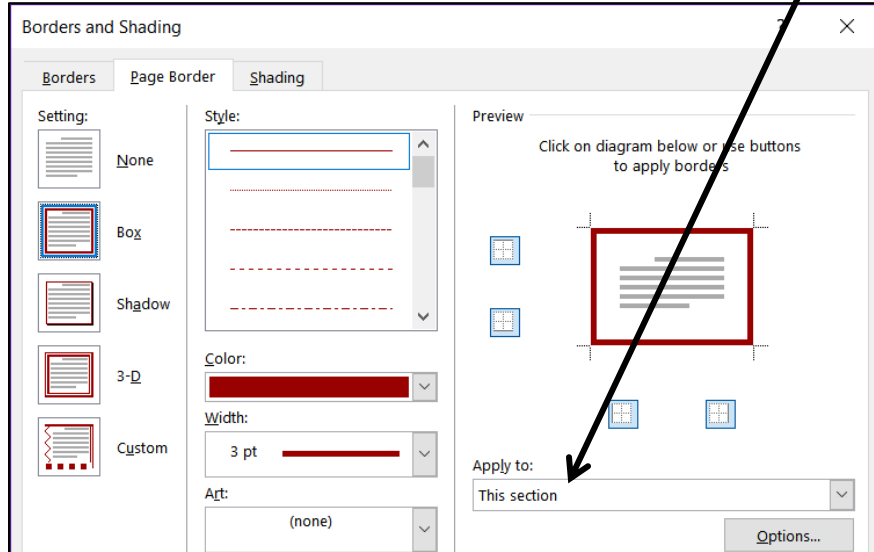 Borders and Shading
?
Borders
Page Border
Shading
Setting:
None
Box
Shadow
3-D
Custom
Style:
Color:
Width:
3 pt
Art:
(none)
Preview
Click on diagram below or use buttons
to apply borders
Apply to:
This section
Options...